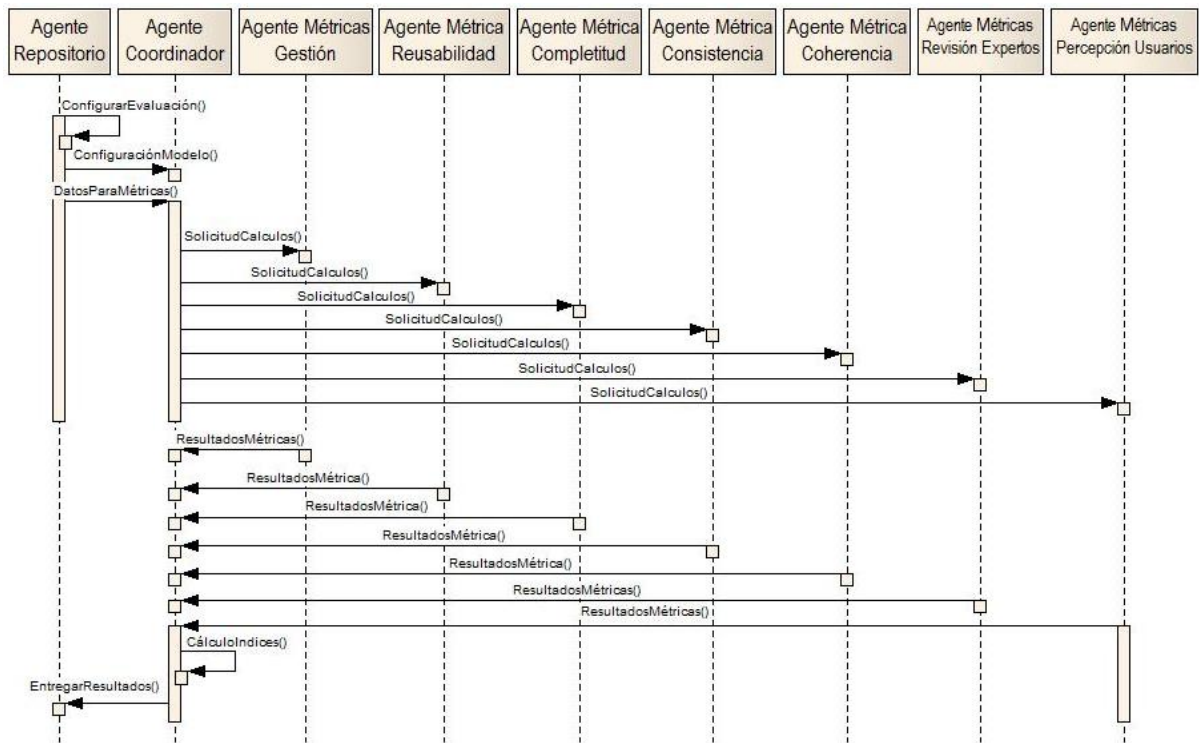 Agente
Repositorio
Agente
Coordinador
Agente Métricas
Gestión
Agente Métrica
Reusabilidad
Agente Métrica
Completitud
Agente Métrica
Consistencia
Agente Métrica
Coherencia
Agente Métricas
Revisión Expertos
Agente Métricas
Percepción Usuarios
ConfigurarEvaluación()
ConfiguraciónModelo()
DatosParaMétricas()
SolicitudCalculos()
SolicitudCalculos()
SolicitudCalculos()
SolicitudCalculos()
SolicitudCalculos()
SolicitudCalculos()
SolicitudCalculos()
ResultadosMétricas()
ResultadosMétrica()
ResultadosMétrica()
ResultadosMétrica()
ResultadosMétrica()
ResultadosMétricas()
ResultadosMétricas()
CálculoIndices()
EntregarResultados()